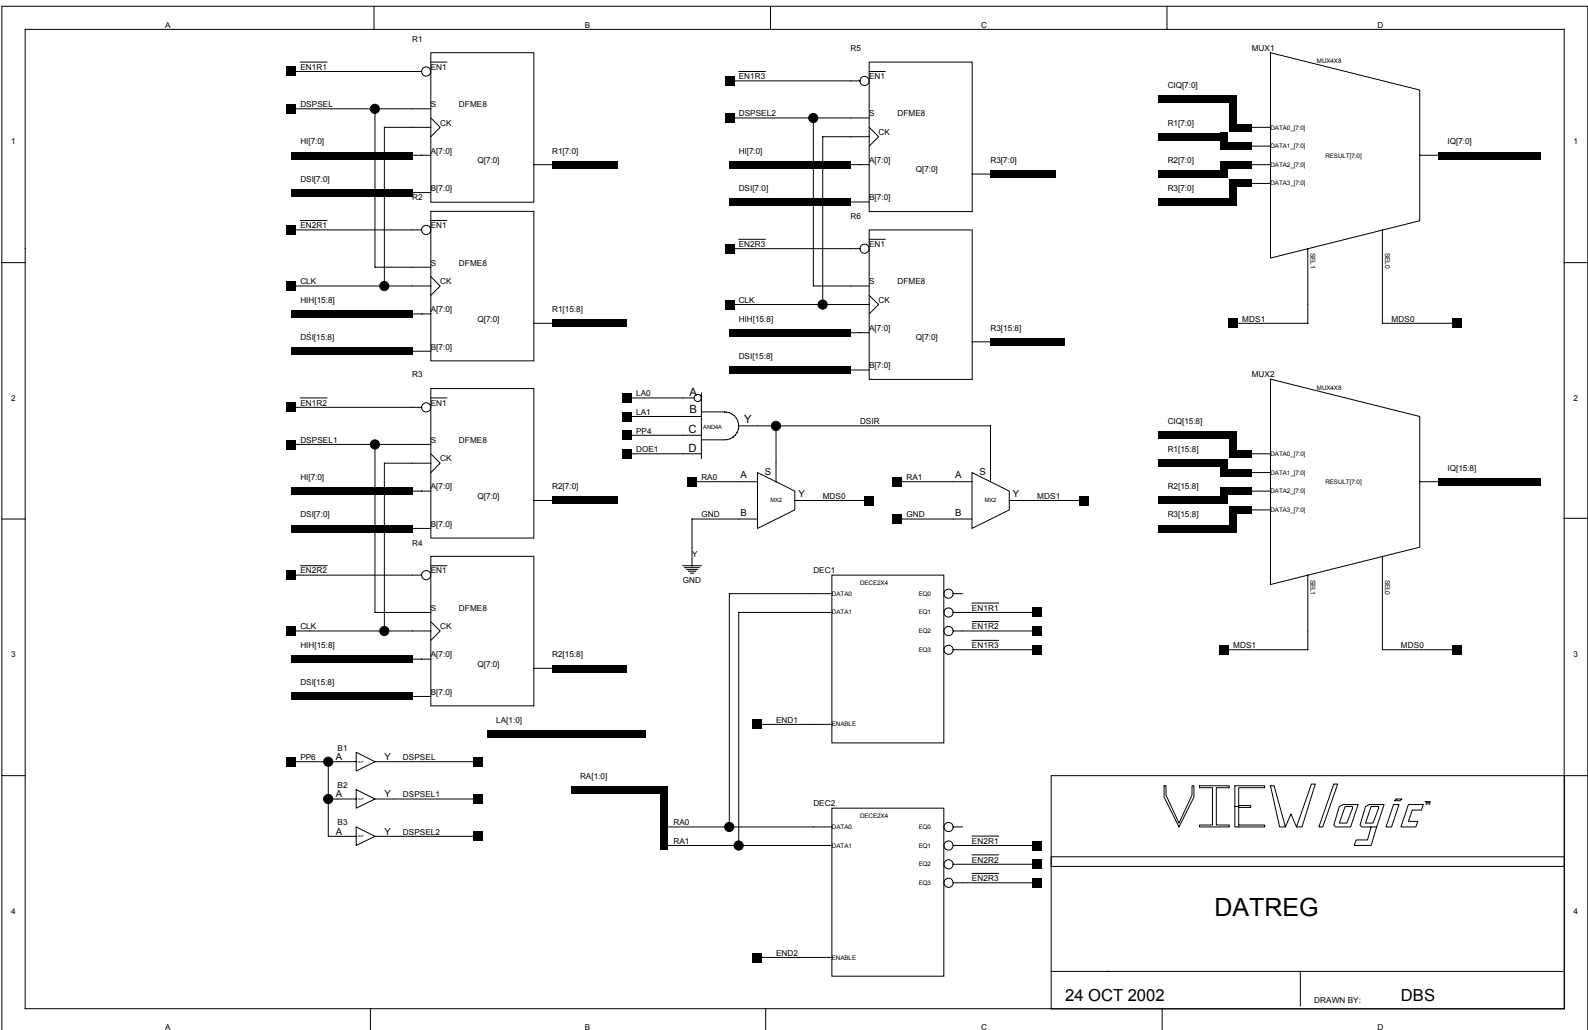 A B C D
R1
EN1R1
EN1
DSPSEL
S
DFME8
CK
HI[7:0]
A[7:0]
Q[7:0]
R1[7:0]
DSI[7:0]
B[7:0]
R2
EN2R1
EN1
S
DFME8
CLK
CK
HIH[15:8]
A[7:0]
Q[7:0]
R1[15:8]
DSI[15:8]
B[7:0]
R3
EN1R2
EN1
DSPSEL1
S
DFME8
CK
HI[7:0]
A[7:0]
Q[7:0]
R2[7:0]
DSI[7:0]
B[7:0]
R4
EN2R2
EN1
S
DFME8
CLK
CK
HIH[15:8]
A[7:0]
Q[7:0]
R2[15:8]
DSI[15:8]
B[7:0]
LA[1:0]
PP6
B1
A
Y
DSPSEL
B2
A
Y
DSPSEL1
B3
A
Y
DSPSEL2
R5
EN1R3
EN1
DSPSEL2
S
DFME8
CK
HI[7:0]
A[7:0]
Q[7:0]
R3[7:0]
DSI[7:0]
B[7:0]
R6
EN2R3
EN1
S
DFME8
CLK
CK
HIH[15:8]
A[7:0]
Q[7:0]
R3[15:8]
DSI[15:8]
B[7:0]
LA0
A
LA1
B
PP4
C
DOE1
D
AND4A
Y
DSIR
RA0
A
S
MX2
Y
MDS0
GND
B
Y
GND
RA1
A
S
MX2
Y
MDS1
GND
B
DEC1
DECE2X4
DATA0
DATA1
EQ0
EQ1
EN1R1
EQ2
EN1R2
EQ3
EN1R3
END1
ENABLE
RA[1:0]
RA0
RA1
DEC2
DECE2X4
DATA0
DATA1
EQ0
EQ1
EN2R1
EQ2
EN2R2
EQ3
EN2R3
END2
ENABLE
MUX1
MUX4X8
CIQ[7:0]
DATA0_[7:0]
R1[7:0]
DATA1_[7:0]
R2[7:0]
DATA2_[7:0]
R3[7:0]
DATA3_[7:0]
RESULT[7:0]
IQ[7:0]
SEL1
SEL0
MDS1
MDS0
MUX2
MUX4X8
CIQ[15:8]
DATA0_[7:0]
R1[15:8]
DATA1_[7:0]
R2[15:8]
DATA2_[7:0]
R3[15:8]
DATA3_[7:0]
RESULT[7:0]
IQ[15:8]
SEL1
SEL0
MDS1
MDS0
1 1
2 2
3 3
4 4
VIEWlogic™
DATREG
24 OCT 2002
DRAWN BY: DBS
A B C D